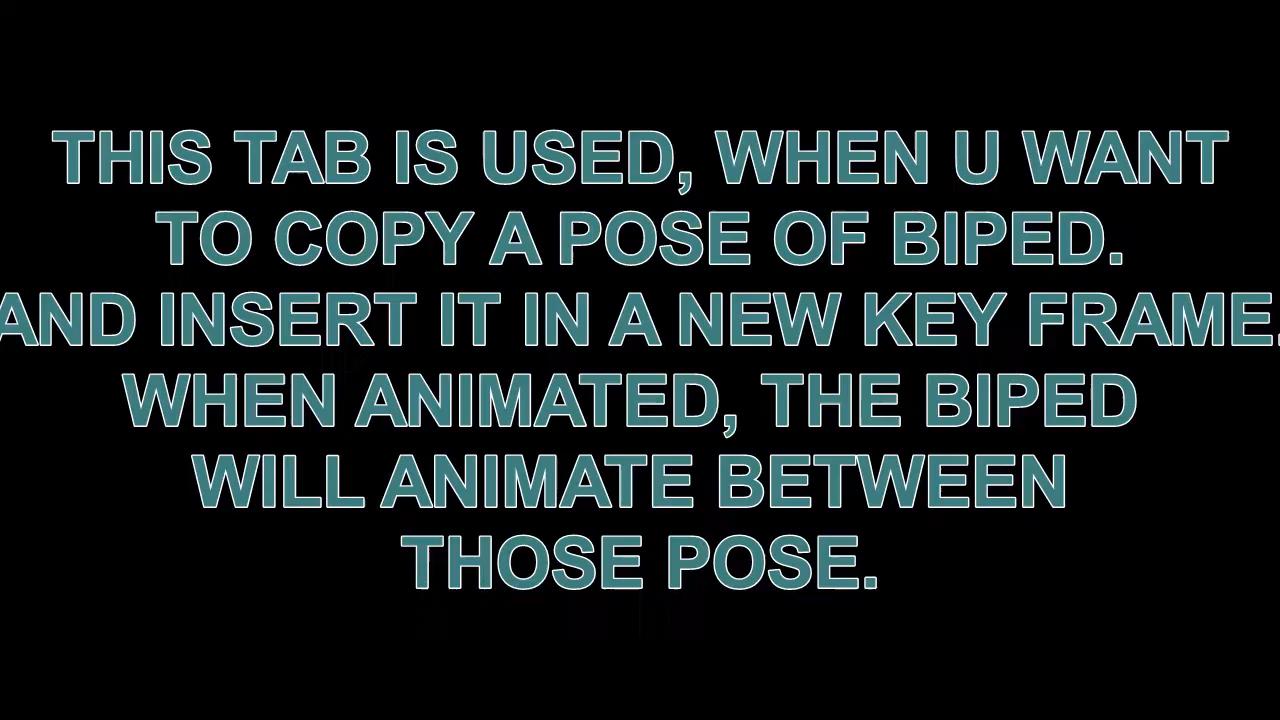 THIS TAB IS USED, WHEN U WANT
TO COPY A POSE OF BIPED.
AND INSERT IT IN A NEW KEY FRAME.
WHEN ANIMATED, THE BIPED
WILL ANIMATE BETWEEN
THOSE POSE.